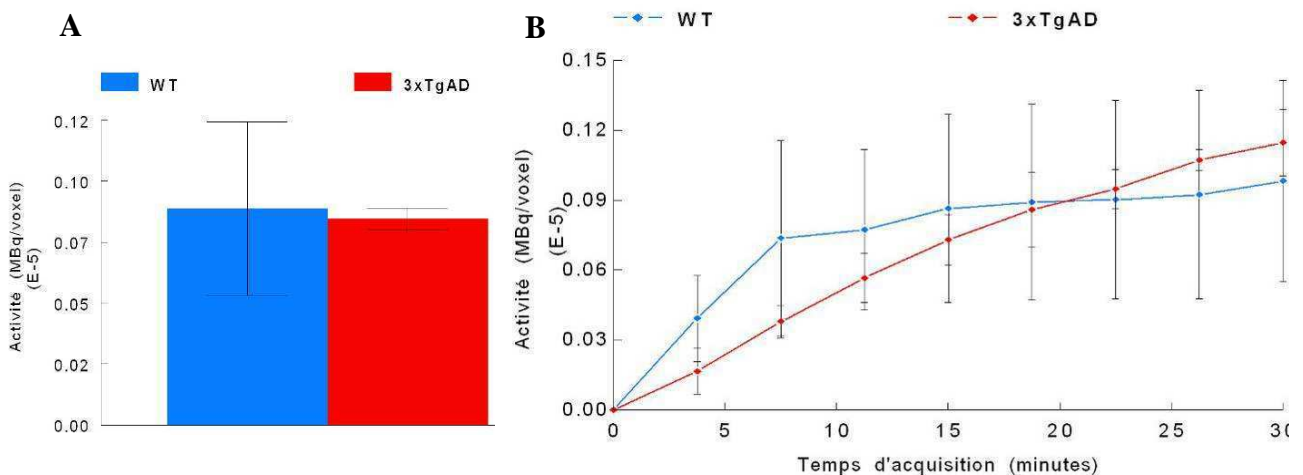 A
WT
3xTgAD
0.12
0.10
0.07
0.05
0.02
0.00
Activité (MBq/voxel)
(E-5)
B
WT
3xTgAD
0.15
0.12
0.09
0.06
0.03
0.00
Activité (MBq/voxel)
(E-5)
0
5
10
15
20
25
30
Temps d'acquisition (minutes)